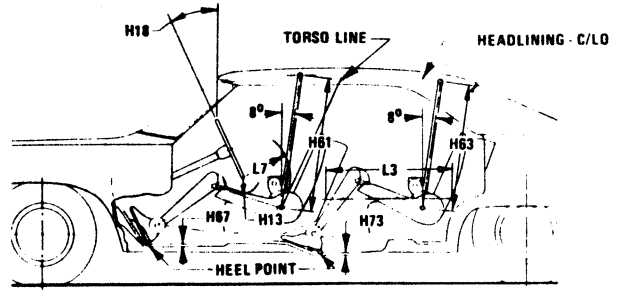 H18
TORSO LINE
HEADLINING - C/LO
8°
8°
H61
H63
L7
L3
H67
H13
H73
HEEL POINT